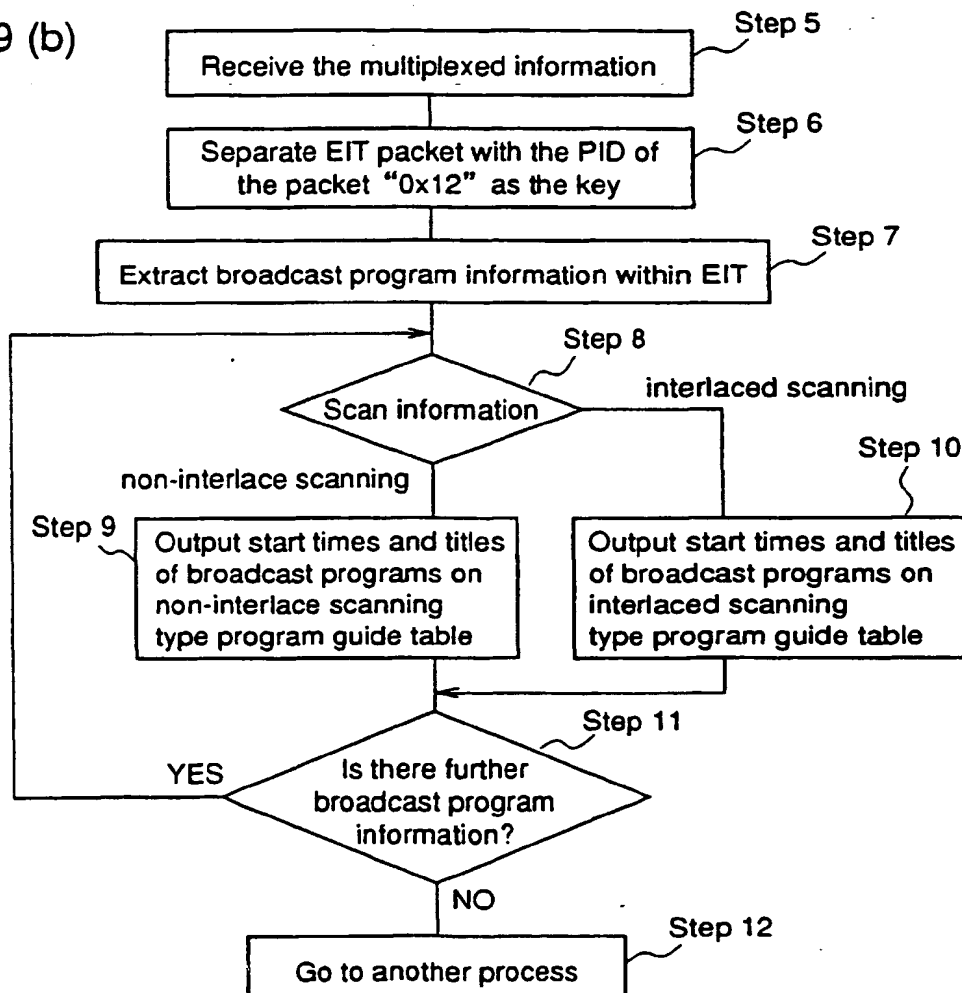 9 (b)
Step 5
Receive the multiplexed information
Step 6
Separate EIT packet with the PID of
the packet “0x12” as the key
Step 7
Extract broadcast program information within EIT
Step 8
Scan information
interlaced scanning
non-interlace scanning
Step 9
Output start times and titles
of broadcast programs on
non-interlace scanning
type program guide table
Step 10
Output start times and titles
of broadcast programs on
interlaced scanning
type program guide table
Step 11
Is there further
broadcast program
information?
YES
NO
Step 12
Go to another process